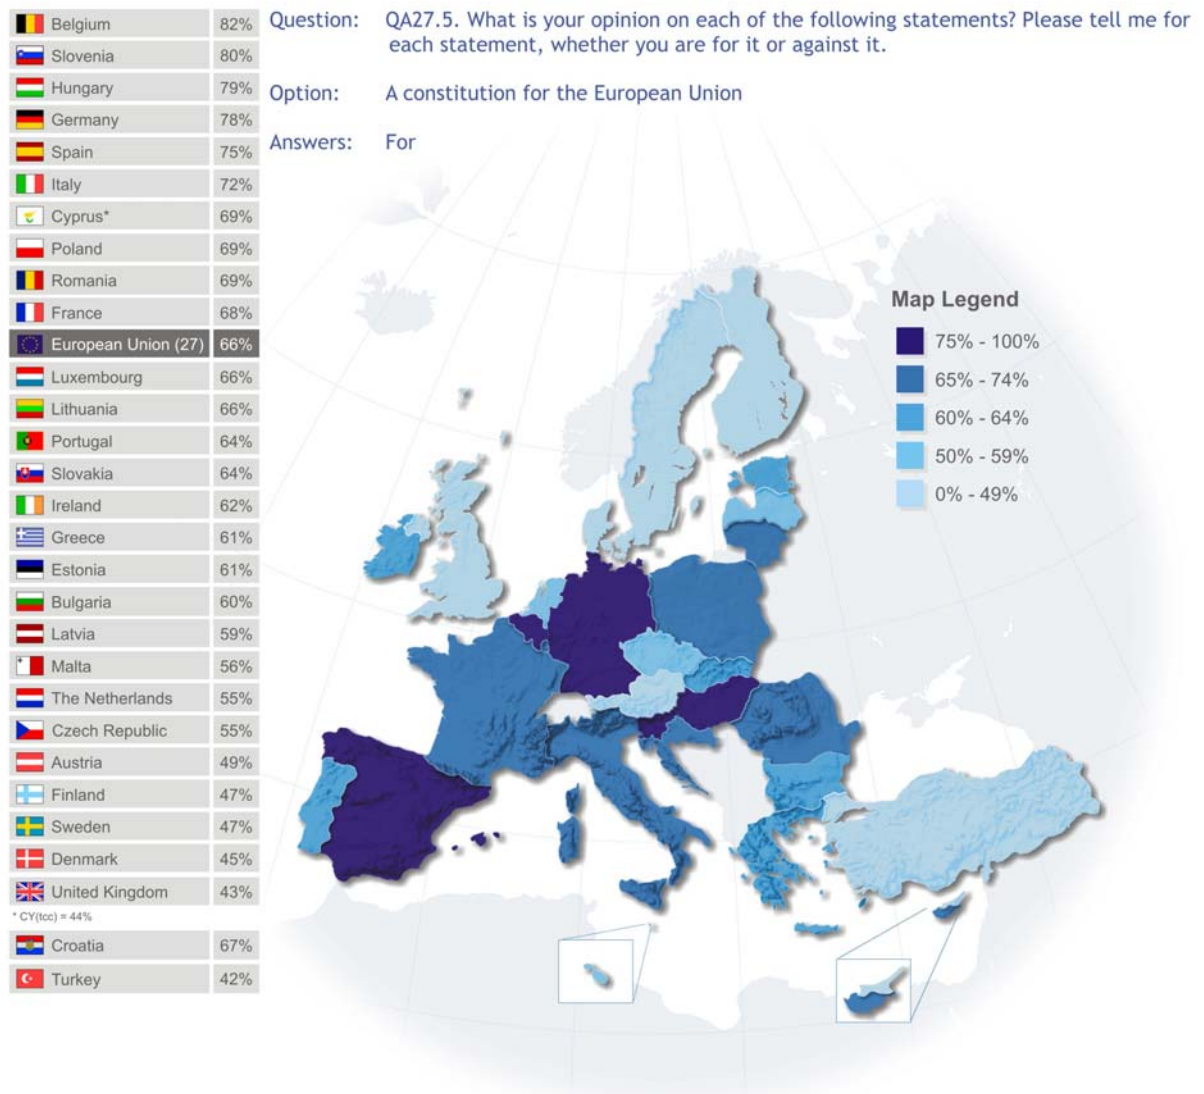 Question: QA27.5. What is your opinion on each of the following statements? Please tell me for
each statement, whether you are for it or against it.
Option: A constitution for the European Union
Answers: For
Belgium 82%
Slovenia 80%
Hungary 79%
Germany 78%
Spain 75%
Italy 72%
Cyprus* 69%
Poland 69%
Romania 69%
France 68%
European Union (27) 66%
Luxembourg 66%
Lithuania 66%
Portugal 64%
Slovakia 64%
Ireland 62%
Greece 61%
Estonia 61%
Bulgaria 60%
Latvia 59%
Malta 56%
The Netherlands 55%
Czech Republic 55%
Austria 49%
Finland 47%
Sweden 47%
Denmark 45%
United Kingdom 43%
* CY(tcc) = 44%
Croatia 67%
Turkey 42%
Map Legend
75% - 100%
65% - 74%
60% - 64%
50% - 59%
0% - 49%